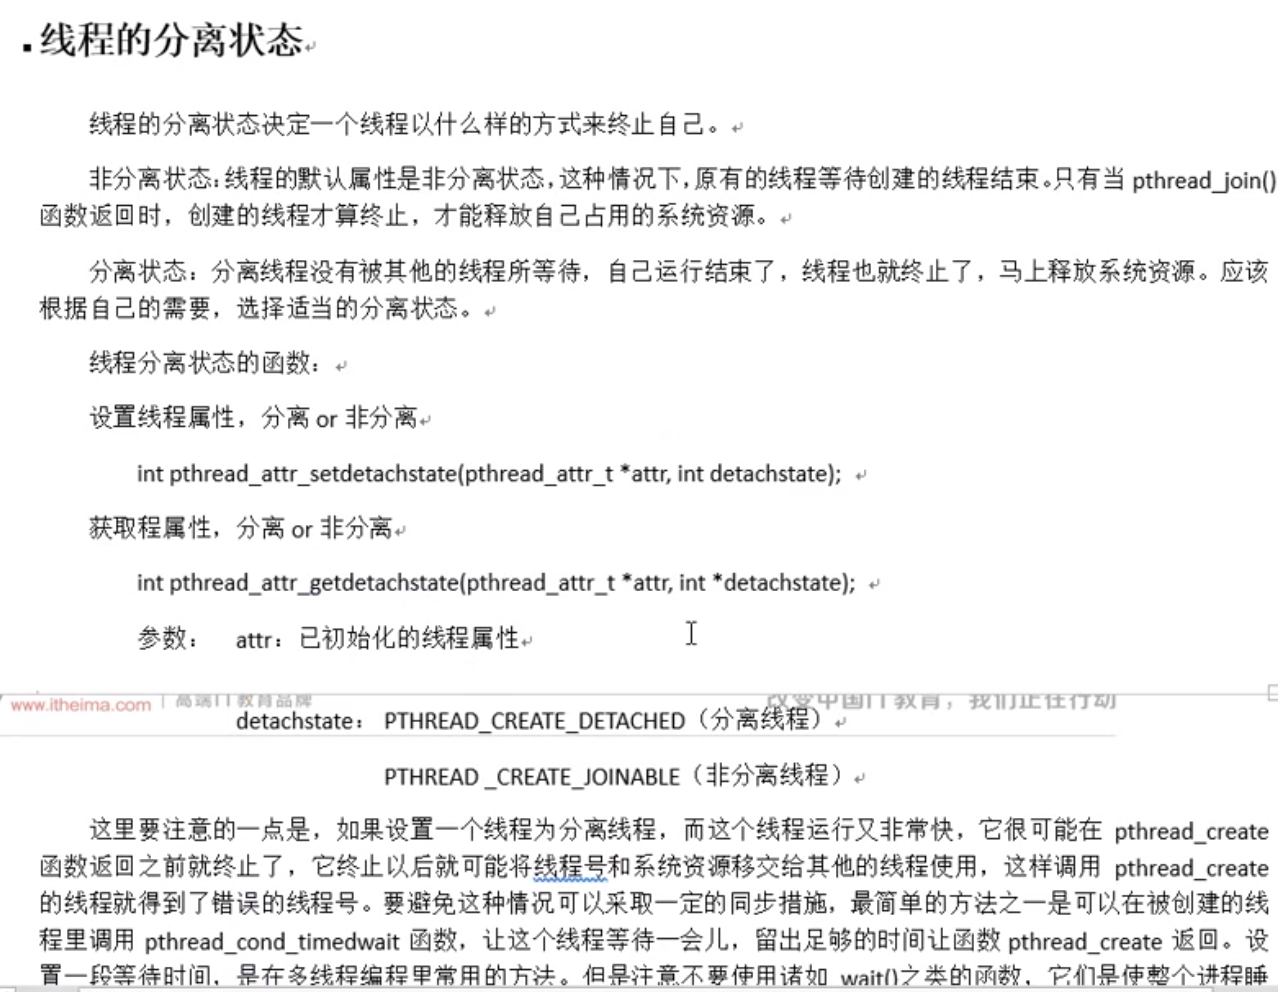 线程的分离状态
线程的分离状态决定一个线程以什么样的方式来终止自己。
非分离状态：线程的默认属性是非分离状态，这种情况下，原有的线程等待创建的线程结束。只有当 pthread_join()
函数返回时，创建的线程才算终止，才能释放自己占用的系统资源。
分离状态：分离线程没有被其他的线程所等待，自己运行结束了，线程也就终止了，马上释放系统资源。应该
根据自己的需要，选择适当的分离状态。
线程分离状态的函数：
设置线程属性，分离 or 非分离
int pthread_attr_setdetachstate(pthread_attr_t *attr, int detachstate);
获取程属性，分离 or 非分离
int pthread_attr_getdetachstate(pthread_attr_t *attr, int *detachstate);
参数： attr：已初始化的线程属性
www.itheima.com 高端IT教育品牌 改变中国IT教育，我们正在行动
detachstate： PTHREAD_CREATE_DETACHED（分离线程）
PTHREAD _CREATE_JOINABLE（非分离线程）
这里要注意的一点是，如果设置一个线程为分离线程，而这个线程运行又非常快，它很可能在 pthread_create
函数返回之前就终止了，它终止以后就可能将线程号和系统资源移交给其他的线程使用，这样调用 pthread_create
的线程就得到了错误的线程号。要避免这种情况可以采取一定的同步措施，最简单的方法之一是可以在被创建的线
程里调用 pthread_cond_timedwait 函数，让这个线程等待一会儿，留出足够的时间让函数 pthread_create 返回。设
置一段等待时间，是在多线程编程里常用的方法。但是注意不要使用诸如 wait()之类的函数，它们是使整个进程睡